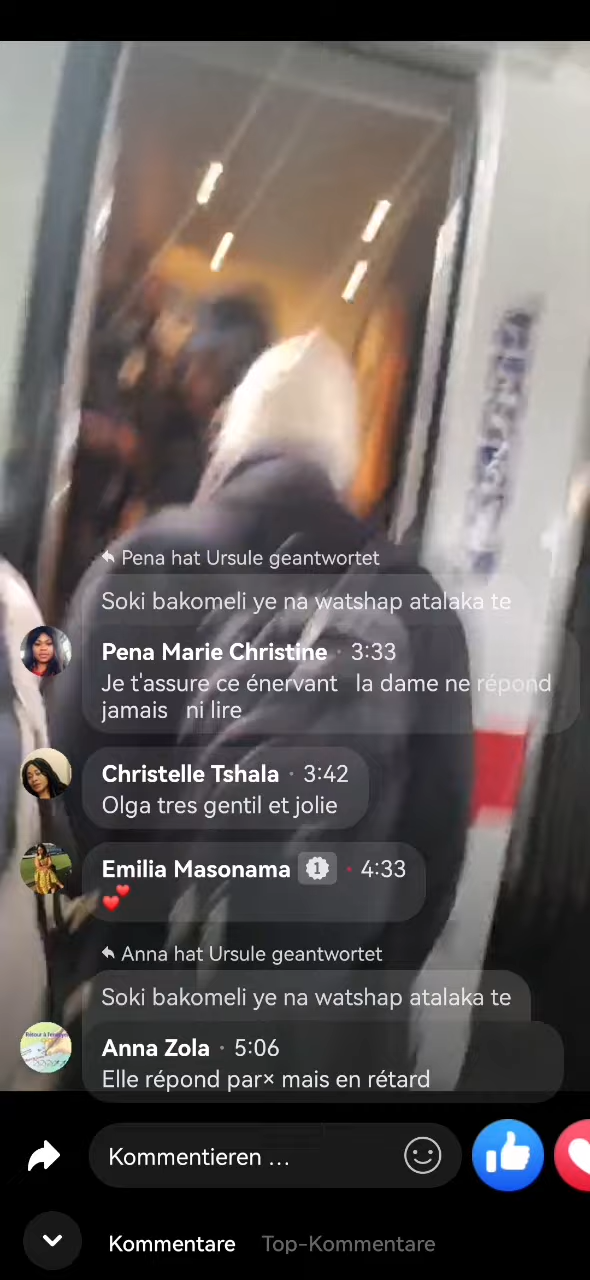 Pena hat Ursule geantwortet
Soki bakomeli ye na watshap atalaka te
Pena Marie Christine · 3:33
Je t'assure ce énervant la dame ne répond
jamais ni lire
Christelle Tshala · 3:42
Olga tres gentil et jolie
Emilia Masonama 1 · 4:33
💕
Anna hat Ursule geantwortet
Soki bakomeli ye na watshap atalaka te
Anna Zola · 5:06
Elle répond par× mais en rétard
Kommentieren ...
Kommentare Top-Kommentare